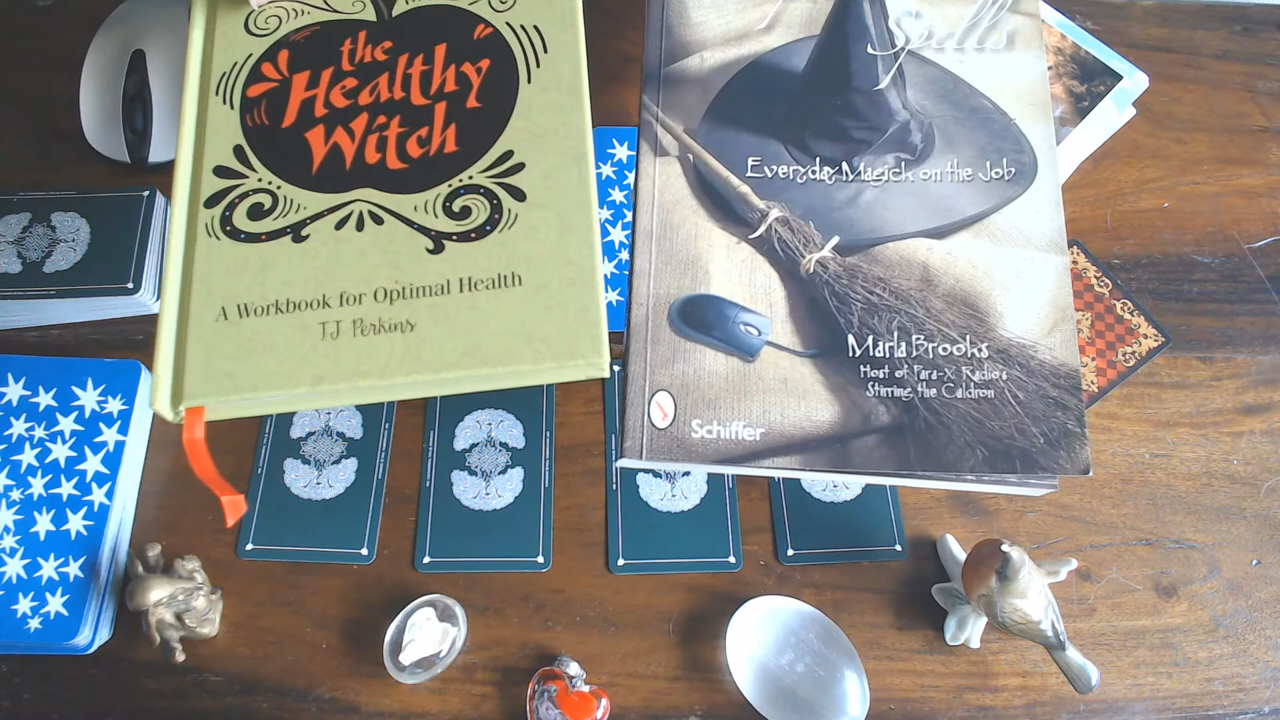 the
Healthy
Witch
A Workbook for Optimal Health
TJ Perkins
Spells
Everyday Magick on the Job
Marla Brooks
Host of Para-X Radio's
Stirring the Caldron
Schiffer